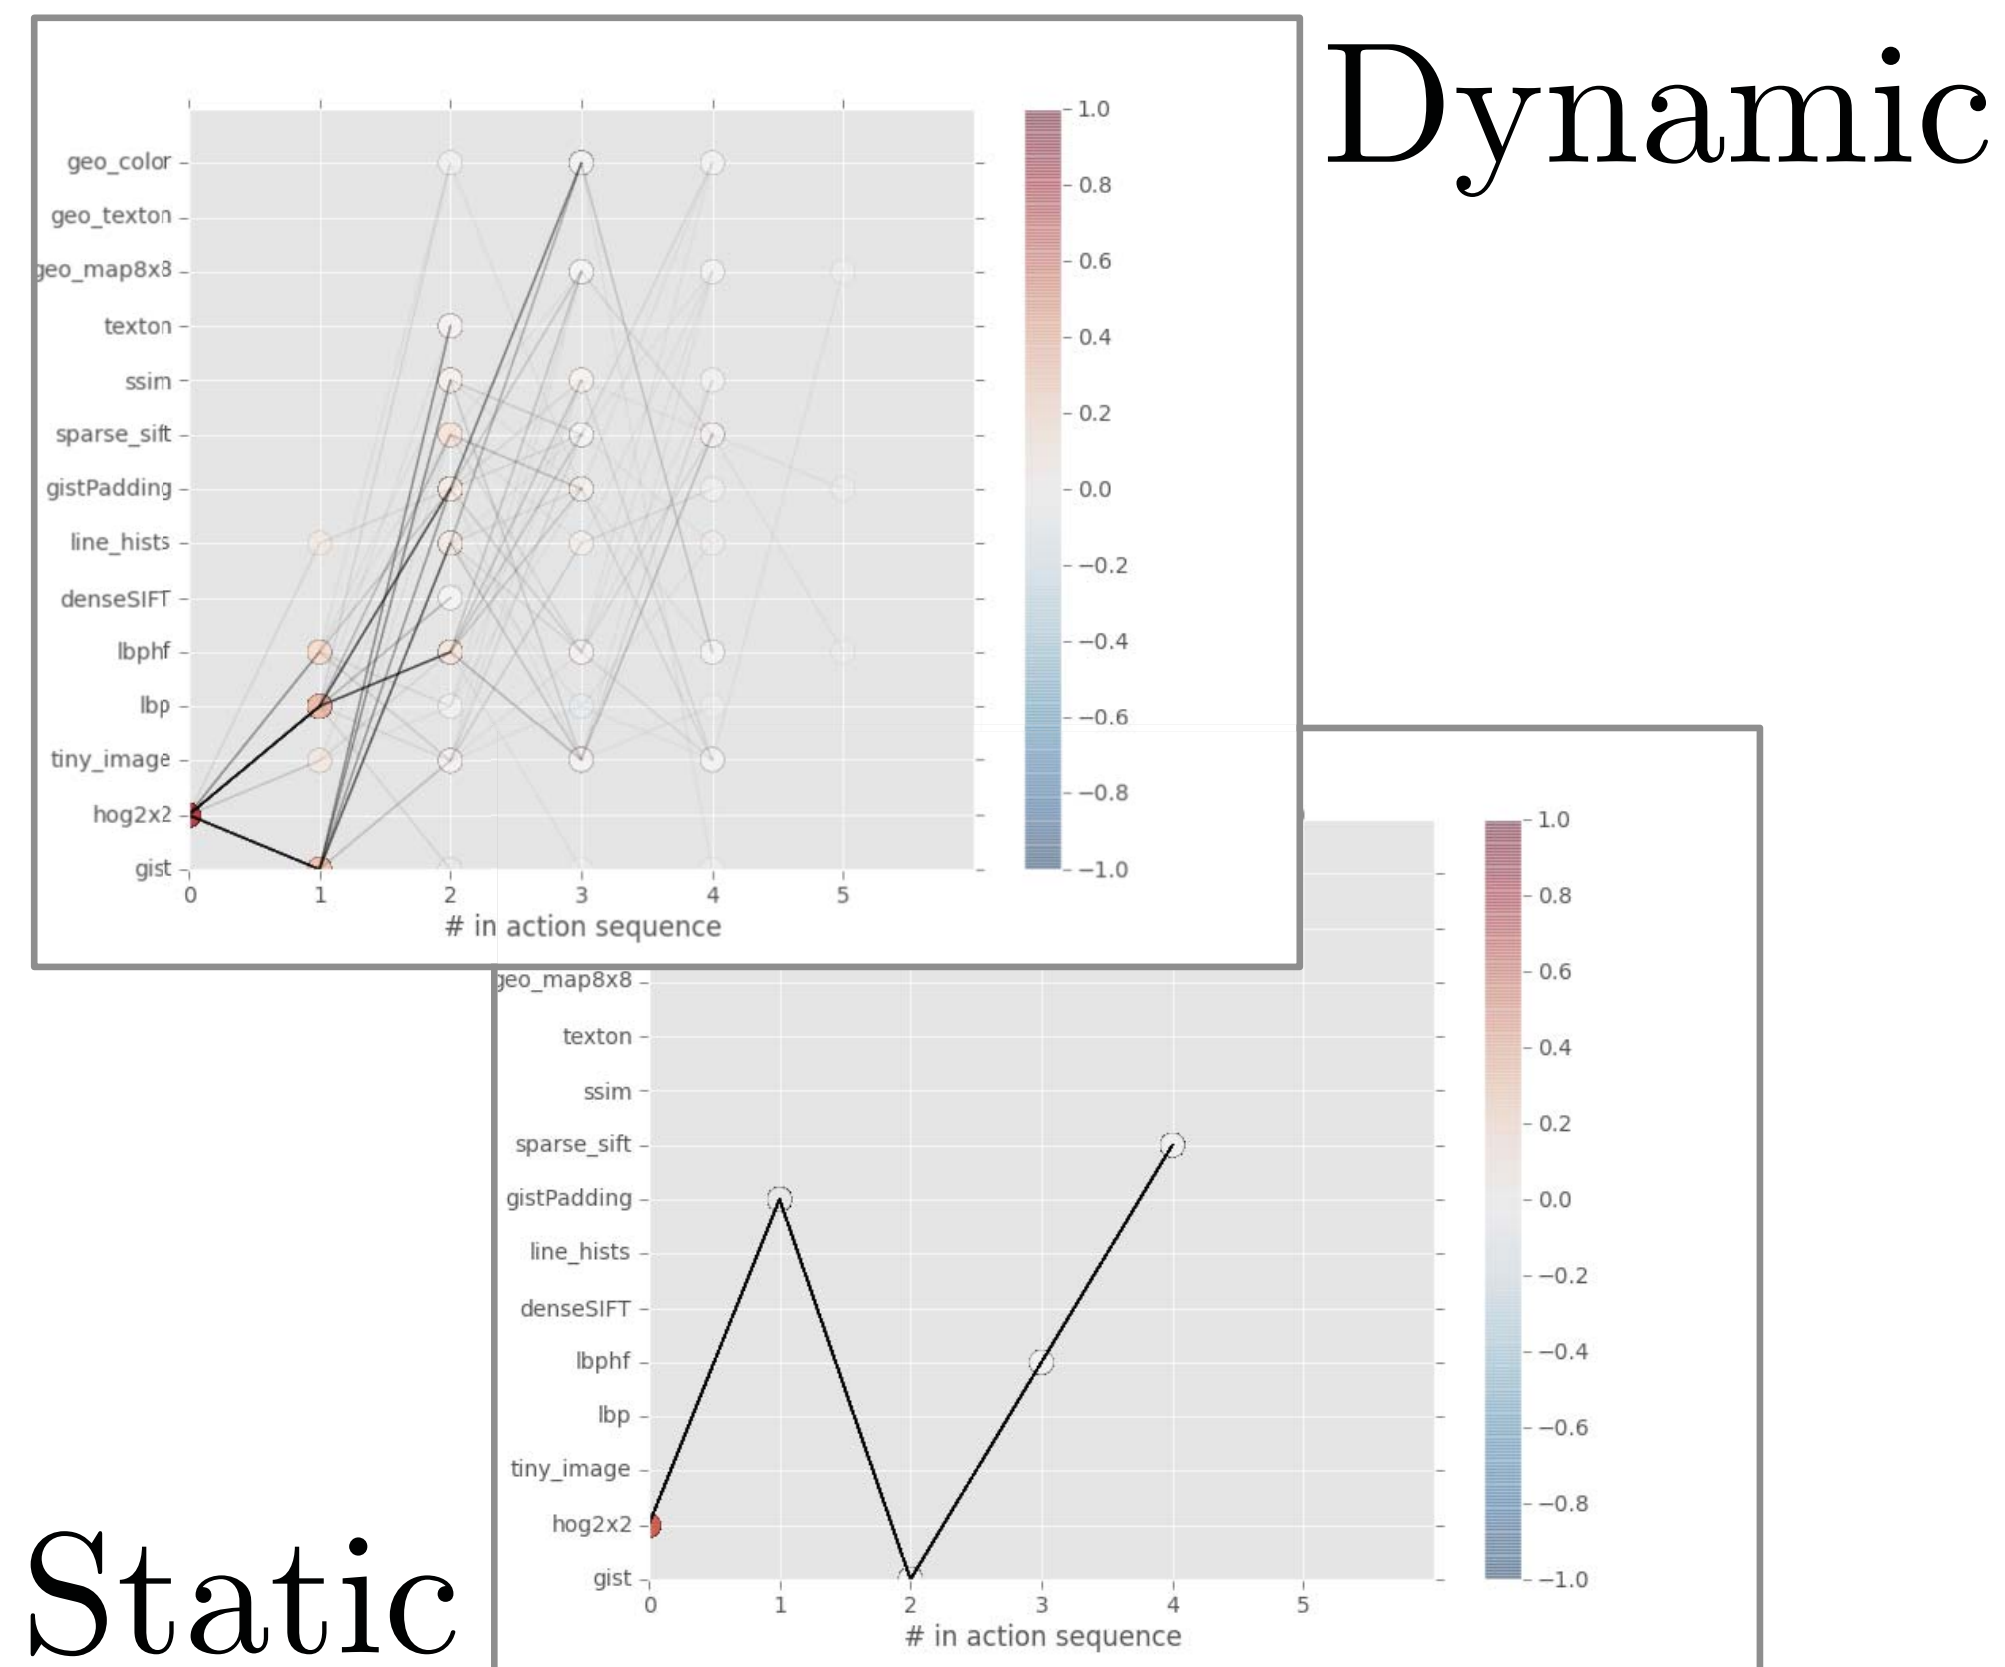 Dynamic
1.0
0.8
0.6
0.4
0.2
0.0
−0.2
−0.4
−0.6
−0.8
−1.0
geo_color
geo_texton
geo_map8x8
texton
ssim
sparse_sift
gistPadding
line_hists
denseSIFT
lbphf
lbp
tiny_image
hog2x2
gist
0 1 2 3 4 5
# in action sequence
Static
geo_map8x8
texton
ssim
sparse_sift
gistPadding
line_hists
denseSIFT
lbphf
lbp
tiny_image
hog2x2
gist
0 1 2 3 4 5
# in action sequence
1.0
0.8
0.6
0.4
0.2
0.0
−0.2
−0.4
−0.6
−0.8
−1.0